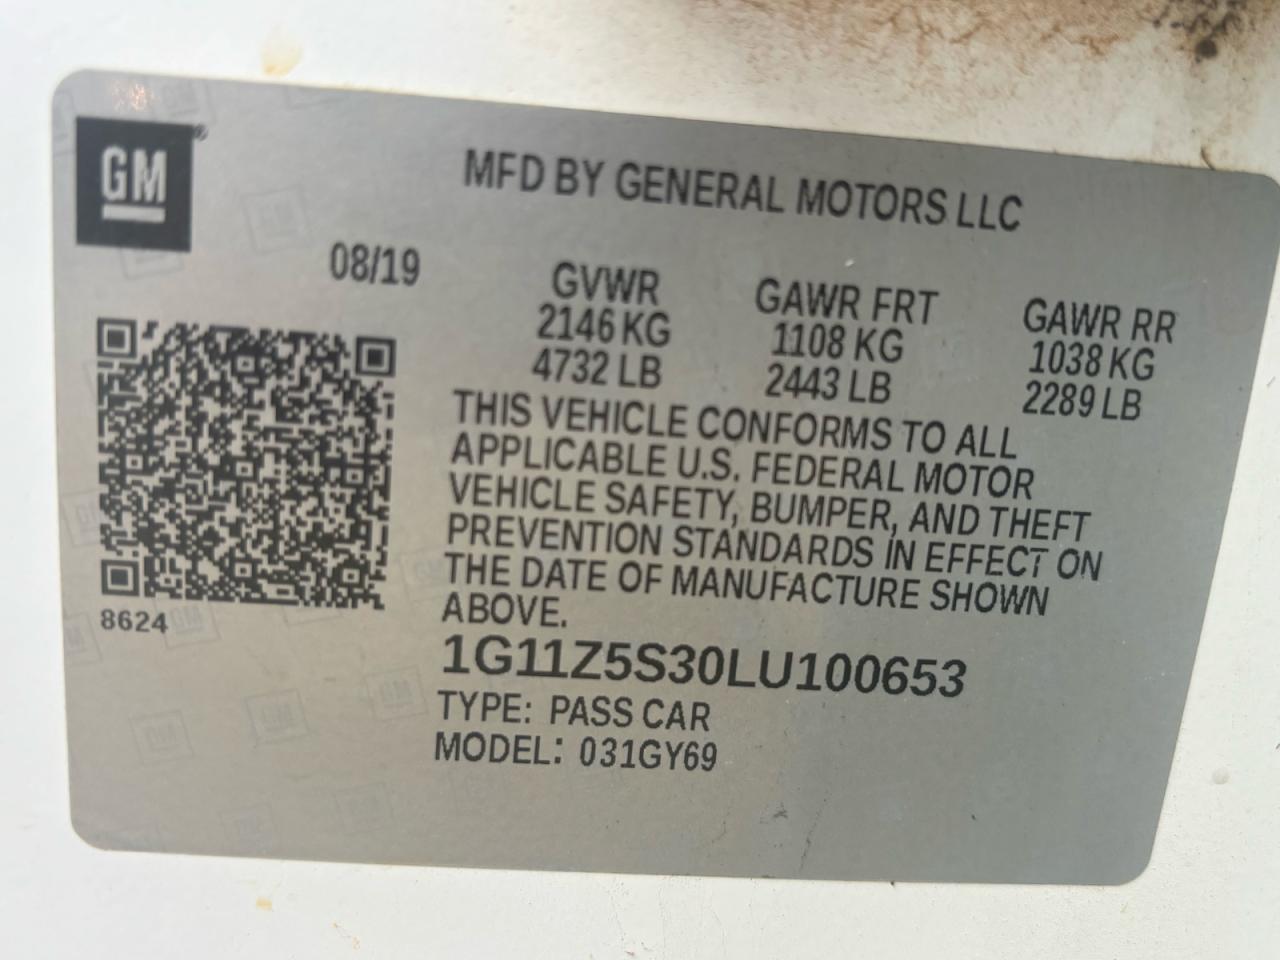 GM
MFD BY GENERAL MOTORS LLC
08/19
GVWR GAWR FRT GAWR RR
2146 KG 1108 KG 1038 KG
4732 LB 2443 LB 2289 LB
THIS VEHICLE CONFORMS TO ALL
APPLICABLE U.S. FEDERAL MOTOR
VEHICLE SAFETY, BUMPER, AND THEFT
PREVENTION STANDARDS IN EFFECT ON
THE DATE OF MANUFACTURE SHOWN
ABOVE.
8624
1G11Z5S30LU100653
TYPE: PASS CAR
MODEL: 031GY69